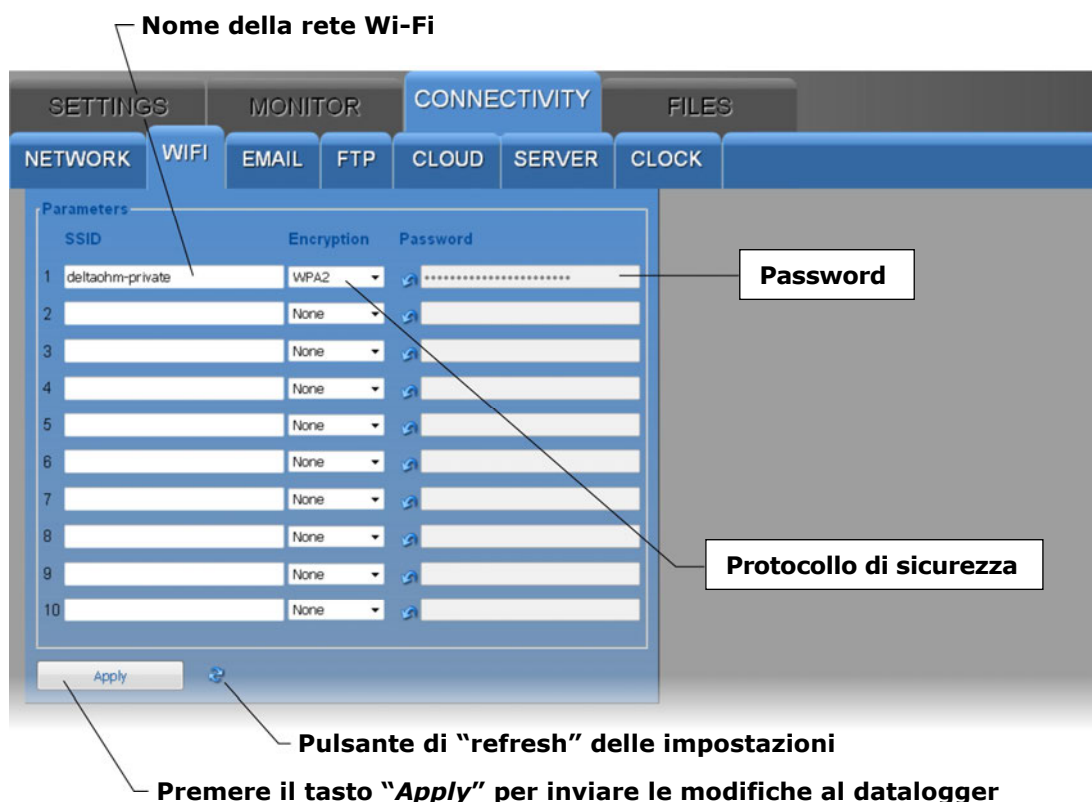 Nome della rete Wi-Fi
SETTINGS MONITOR CONNECTIVITY FILES
NETWORK WIFI EMAIL FTP CLOUD SERVER CLOCK
Parameters
SSID Encryption Password
1 deltaohm-private WPA2 ***********************
Password
2 None
3 None
4 None
5 None
6 None
7 None
8 None
Protocollo di sicurezza
9 None
10 None
Apply
Pulsante di “refresh” delle impostazioni
Premere il tasto “Apply” per inviare le modifiche al datalogger